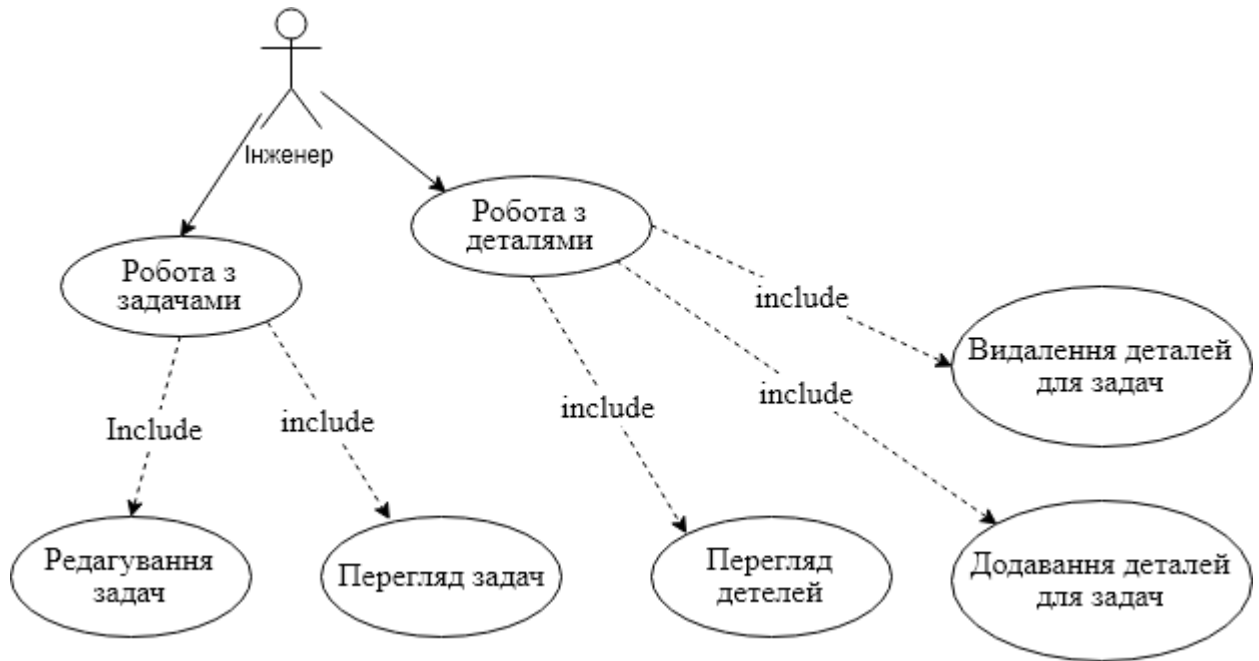 Інженер
Робота з
деталями
Робота з
задачами
include
Видалення деталей
для задач
include
include
Include
include
Редагування
задач
Перегляд задач
Перегляд
детелей
Додавання деталей
для задач